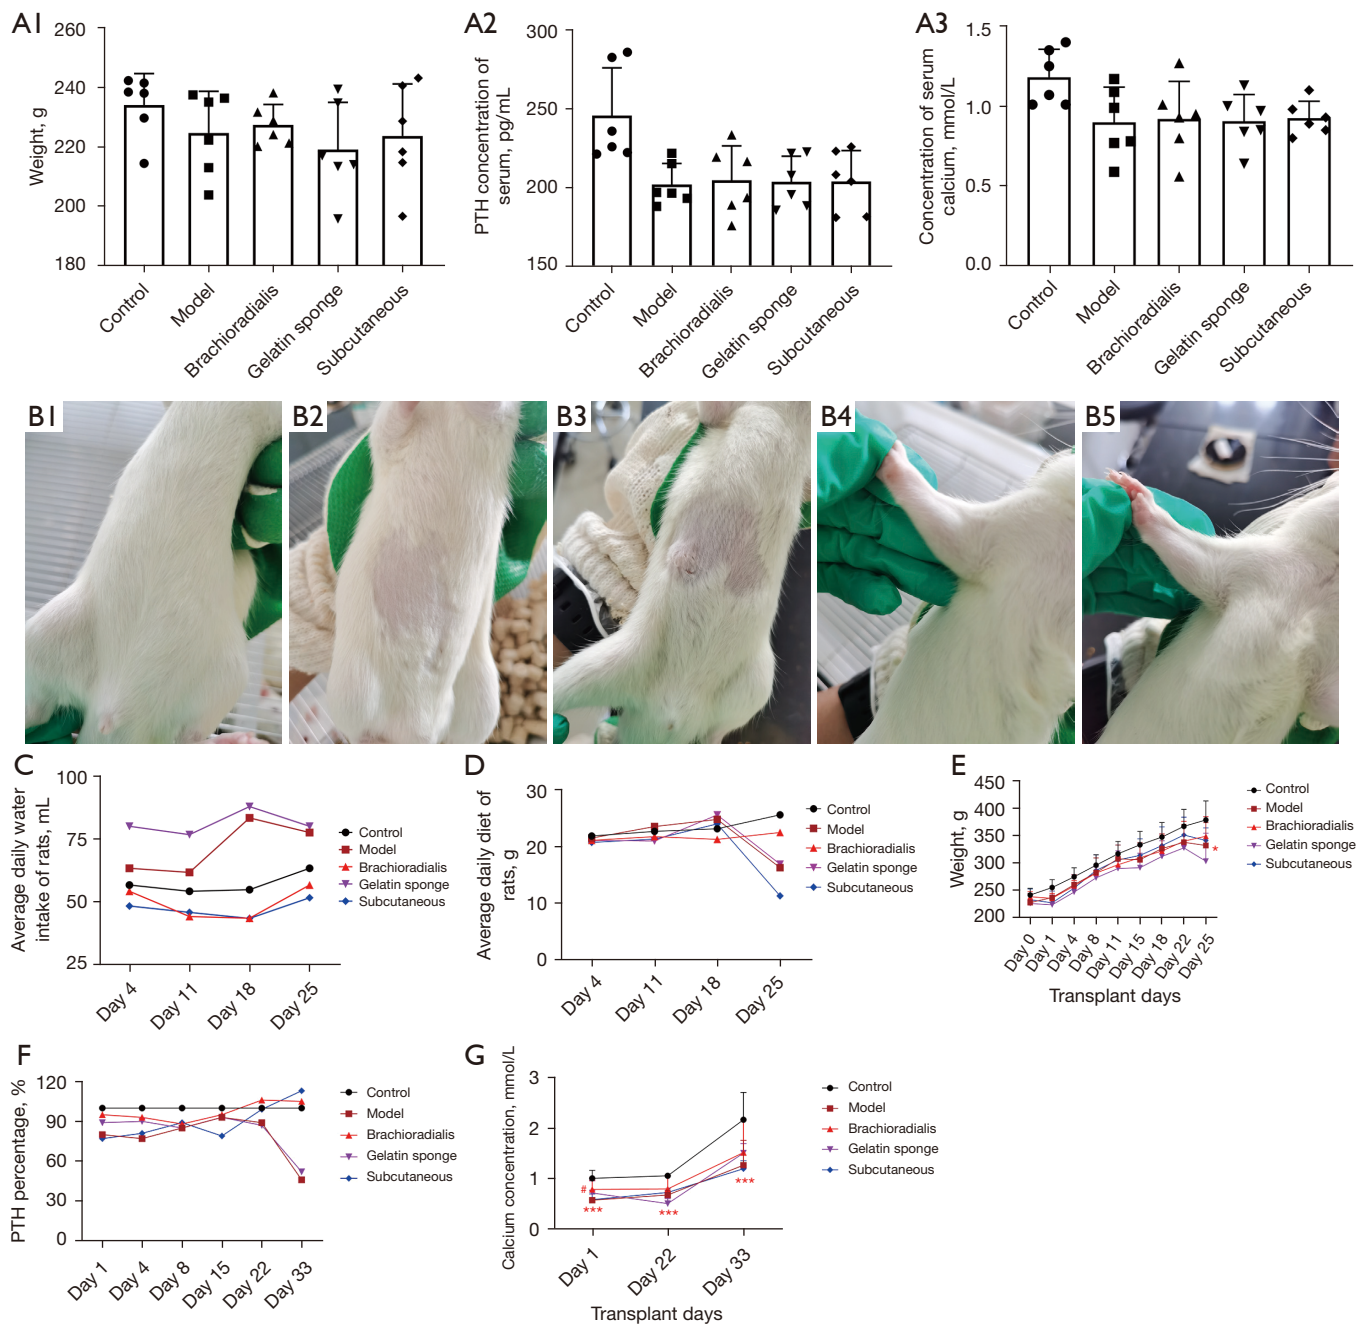 A1
Weight, g
260
240
220
200
180
Control
Model
Brachioradialis
Gelatin sponge
Subcutaneous
A2
PTH concentration of
serum, pg/mL
300
250
200
150
Control
Model
Brachioradialis
Gelatin sponge
Subcutaneous
A3
Concentration of serum
calcium, mmol/L
1.5
1.0
0.5
0.0
Control
Model
Brachioradialis
Gelatin sponge
Subcutaneous
B1
B2
B3
B4
B5
C
Average daily water
intake of rats, mL
100
75
50
25
Day 4
Day 11
Day 18
Day 25
Control
Model
Brachioradialis
Gelatin sponge
Subcutaneous
D
Average daily diet of
rats, g
30
20
10
0
Day 4
Day 11
Day 18
Day 25
Control
Model
Brachioradialis
Gelatin sponge
Subcutaneous
E
Weight, g
450
400
350
300
250
200
Day 0
Day 1
Day 4
Day 8
Day 11
Day 15
Day 18
Day 22
Day 25
Transplant days
Control
Model
Brachioradialis
Gelatin sponge
Subcutaneous
*
F
PTH percentage, %
120
90
60
30
0
Day 1
Day 4
Day 8
Day 15
Day 22
Day 33
Control
Model
Brachioradialis
Gelatin sponge
Subcutaneous
G
Calcium concentration, mmol/L
3
2
1
0
#
***
***
***
Day 1
Day 22
Day 33
Transplant days
Control
Model
Brachioradialis
Gelatin sponge
Subcutaneous